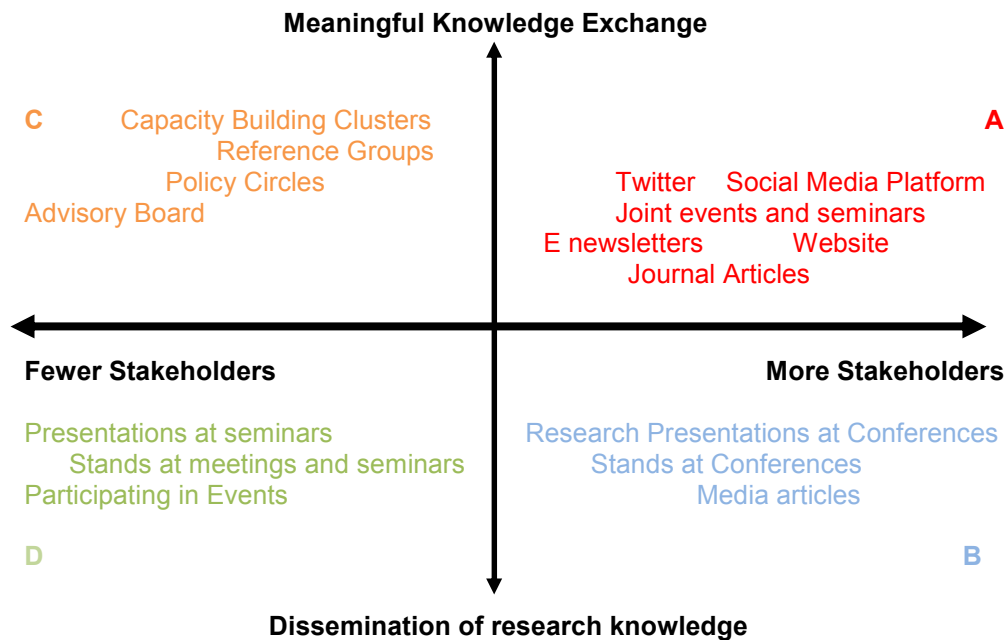 Meaningful Knowledge Exchange
C Capacity Building Clusters
Reference Groups
Policy Circles
Advisory Board
A
Twitter Social Media Platform
Joint events and seminars
E newsletters Website
Journal Articles
Fewer Stakeholders
More Stakeholders
Presentations at seminars
Stands at meetings and seminars
Participating in Events
D
Research Presentations at Conferences
Stands at Conferences
Media articles
B
Dissemination of research knowledge